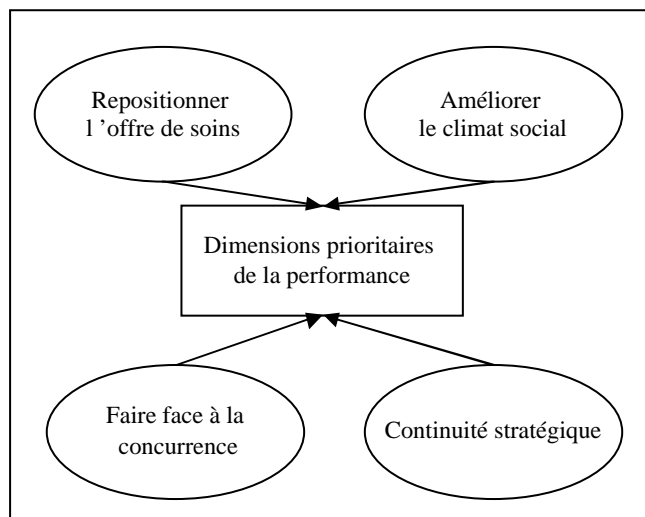 Repositionner
l ’offre de soins
Améliorer
le climat social
Dimensions prioritaires
de la performance
Faire face à la
concurrence
Continuité stratégique